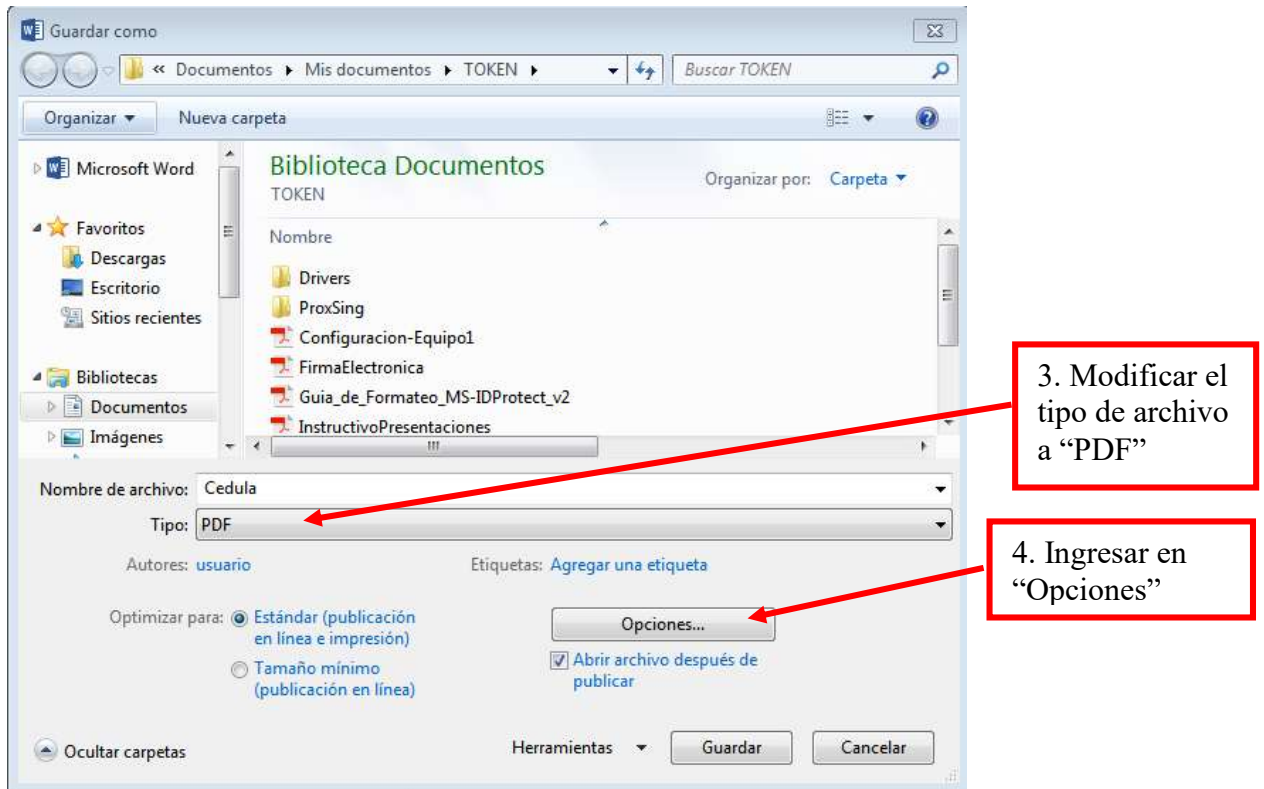 Guardar como
« Documentos Mis documentos TOKEN
Buscar TOKEN
Organizar
Nueva carpeta
Microsoft Word
Favoritos
Descargas
Escritorio
Sitios recientes
Bibliotecas
Documentos
Imágenes
Biblioteca Documentos
TOKEN
Organizar por: Carpeta
Nombre
Drivers
ProxSing
Configuracion-Equipo1
FirmaElectronica
Guia_de_Formateo_MS-IDProtect_v2
InstructivoPresentaciones
Nombre de archivo: Cedula
Tipo: PDF
Autores: usuario
Etiquetas: Agregar una etiqueta
Optimizar para:
Estándar (publicación
en línea e impresión)
Tamaño mínimo
(publicación en línea)
Opciones...
Abrir archivo después de
publicar
Ocultar carpetas
Herramientas
Guardar
Cancelar
3. Modificar el
tipo de archivo
a “PDF”
4. Ingresar en
“Opciones”